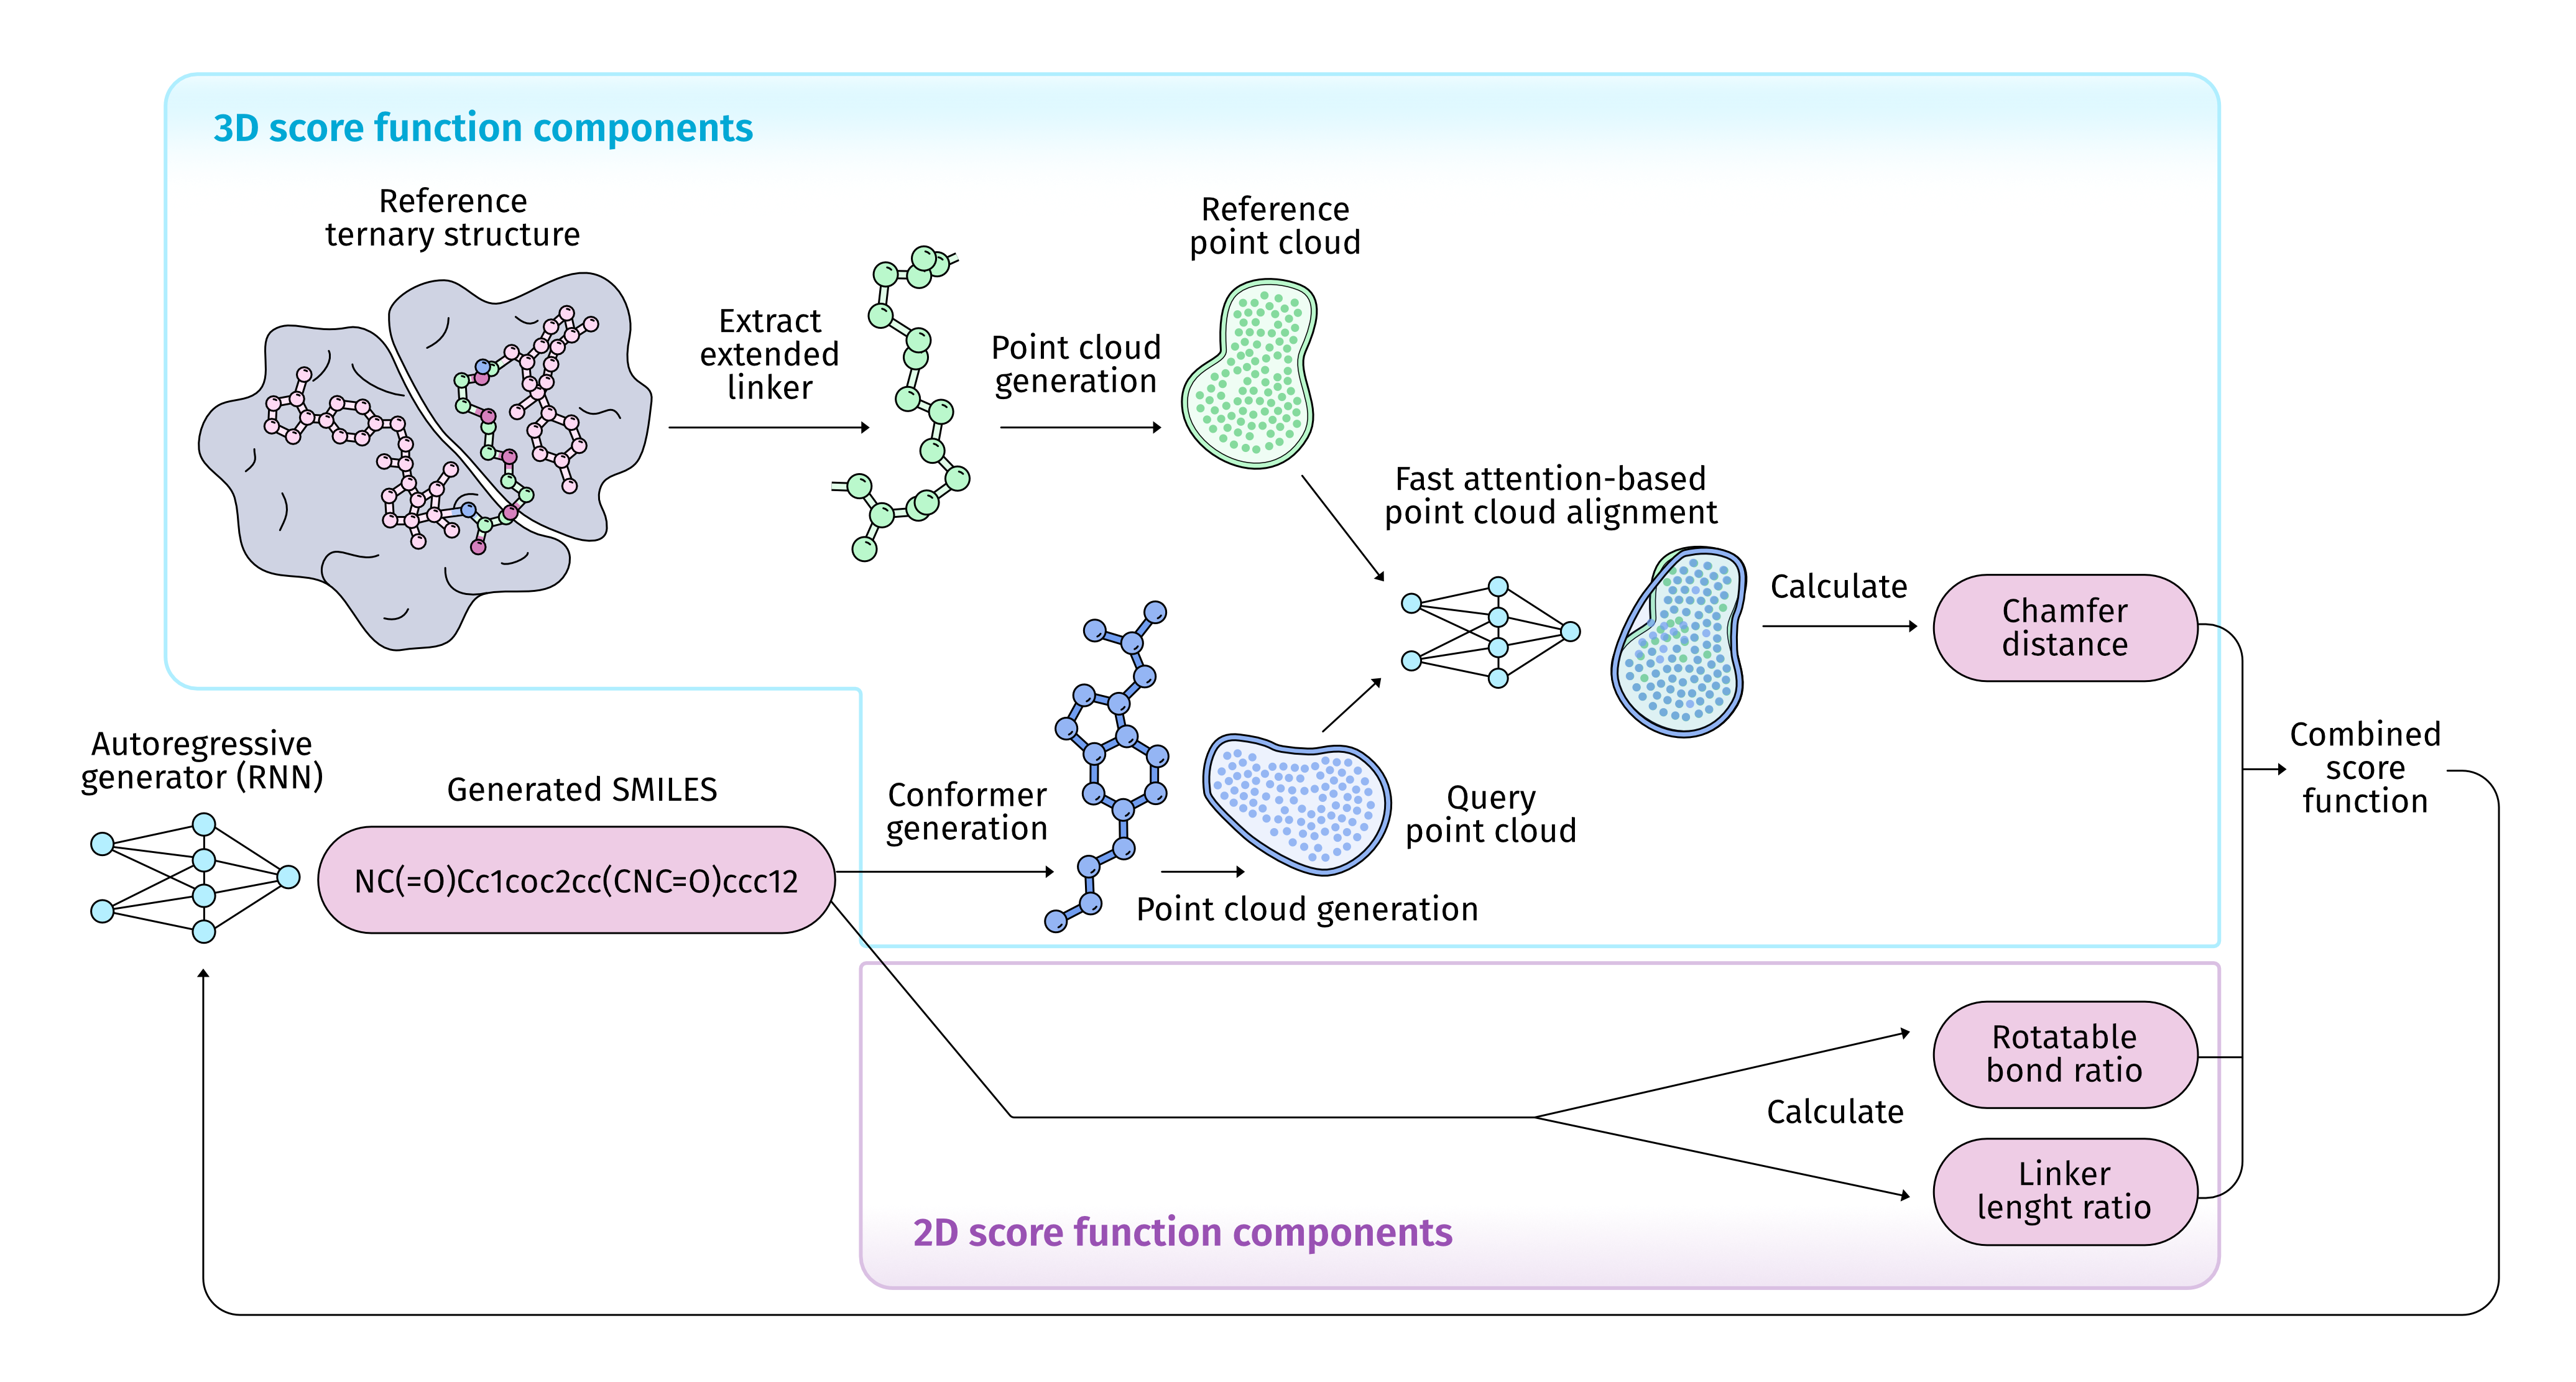 3D score function components
Reference
ternary structure
Extract
extended
linker
Point cloud
generation
Reference
point cloud
Fast attention-based
point cloud alignment
Calculate
Chamfer
distance
Autoregressive
generator (RNN)
Generated SMILES
NC(=O)Cc1coc2cc(CNC=O)ccc12
Conformer
generation
Point cloud generation
Query
point cloud
Combined
score
function
Rotatable
bond ratio
Calculate
Linker
lenght ratio
2D score function components